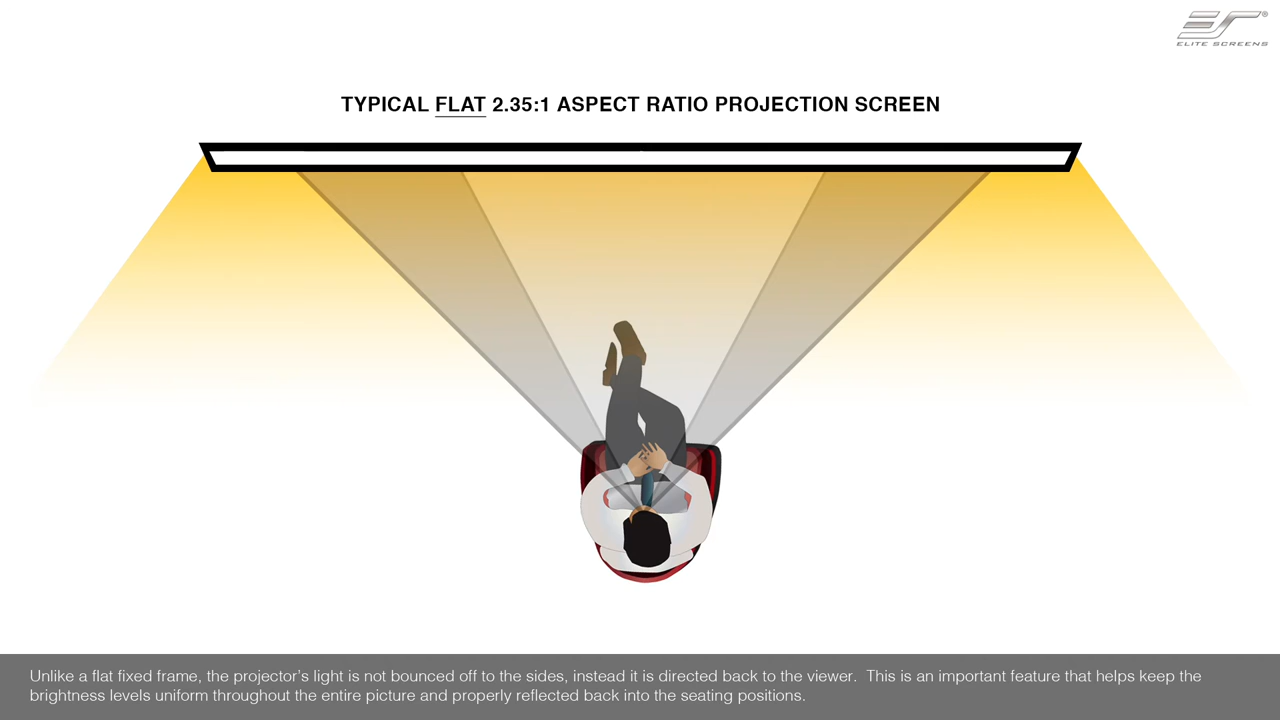 ELITE SCREENS
TYPICAL FLAT 2.35:1 ASPECT RATIO PROJECTION SCREEN
Unlike a flat fixed frame, the projector's light is not bounced off to the sides, instead it is directed back to the viewer.  This is an important feature that helps keep the
brightness levels uniform throughout the entire picture and properly reflected back into the seating positions.